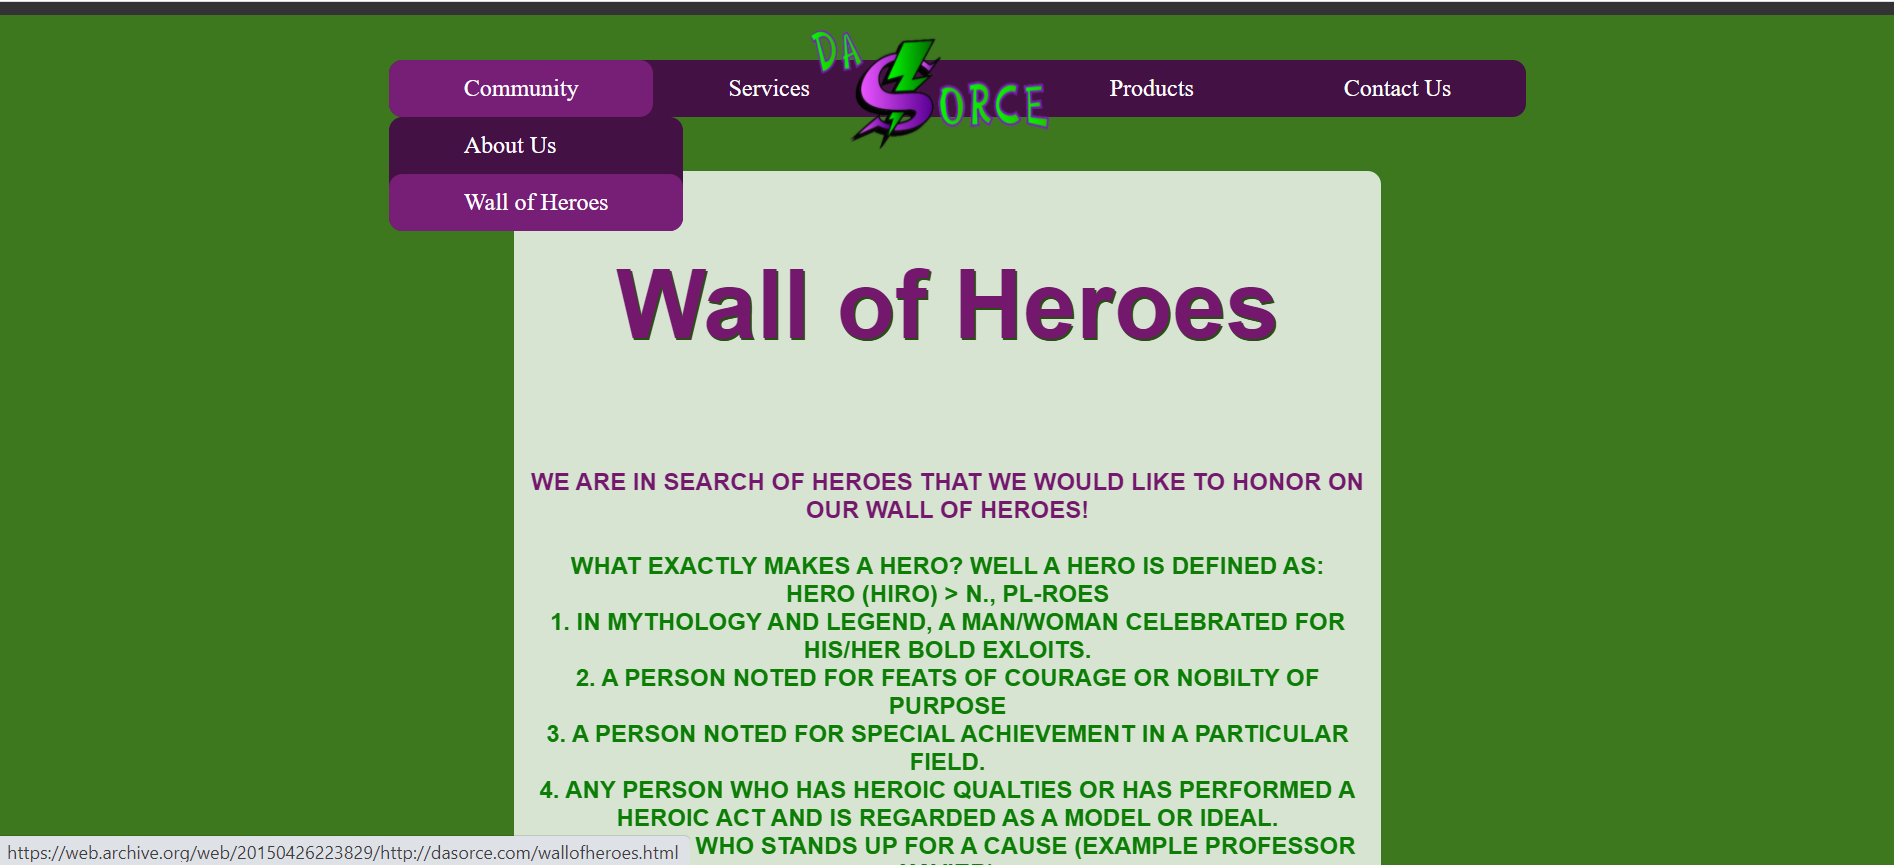 DA SORCE
Community
Services
Products
Contact Us
About Us
Wall of Heroes
Wall of Heroes
WE ARE IN SEARCH OF HEROES THAT WE WOULD LIKE TO HONOR ON
OUR WALL OF HEROES!
WHAT EXACTLY MAKES A HERO? WELL A HERO IS DEFINED AS:
HERO (HIRO) > N., PL-ROES
1. IN MYTHOLOGY AND LEGEND, A MAN/WOMAN CELEBRATED FOR
HIS/HER BOLD EXLOITS.
2. A PERSON NOTED FOR FEATS OF COURAGE OR NOBILTY OF
PURPOSE
3. A PERSON NOTED FOR SPECIAL ACHIEVEMENT IN A PARTICULAR
FIELD.
4. ANY PERSON WHO HAS HEROIC QUALTIES OR HAS PERFORMED A
HEROIC ACT AND IS REGARDED AS A MODEL OR IDEAL.
WHO STANDS UP FOR A CAUSE (EXAMPLE PROFESSOR
https://web.archive.org/web/20150426223829/http://dasorce.com/wallofheroes.html